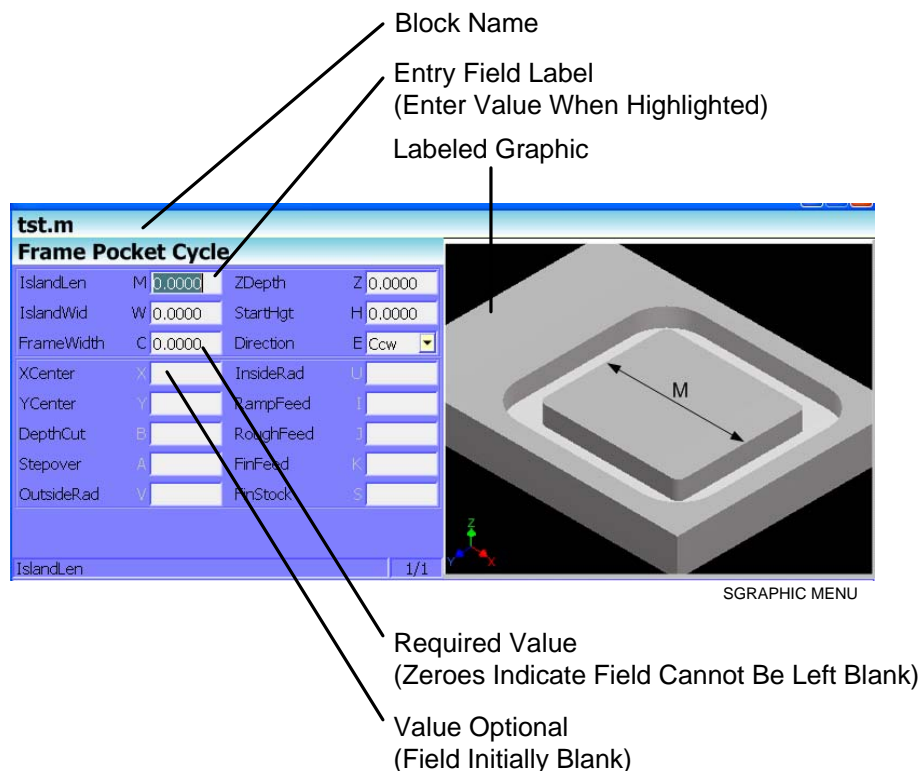 Block Name
Entry Field Label
(Enter Value When Highlighted)
Labeled Graphic
tst.m
Frame Pocket Cycle
IslandLen M 0.0000 ZDepth Z 0.0000
IslandWid W 0.0000 StartHgt H 0.0000
FrameWidth C 0.0000 Direction E Ccw
XCenter X InsideRad U
YCenter Y RampFeed I
DepthCut B RoughFeed J
Stepover A FinFeed K
OutsideRad V FinStock S
M
Z
Y X
IslandLen 1/1
SGRAPHIC MENU
Required Value
(Zeroes Indicate Field Cannot Be Left Blank)
Value Optional
(Field Initially Blank)